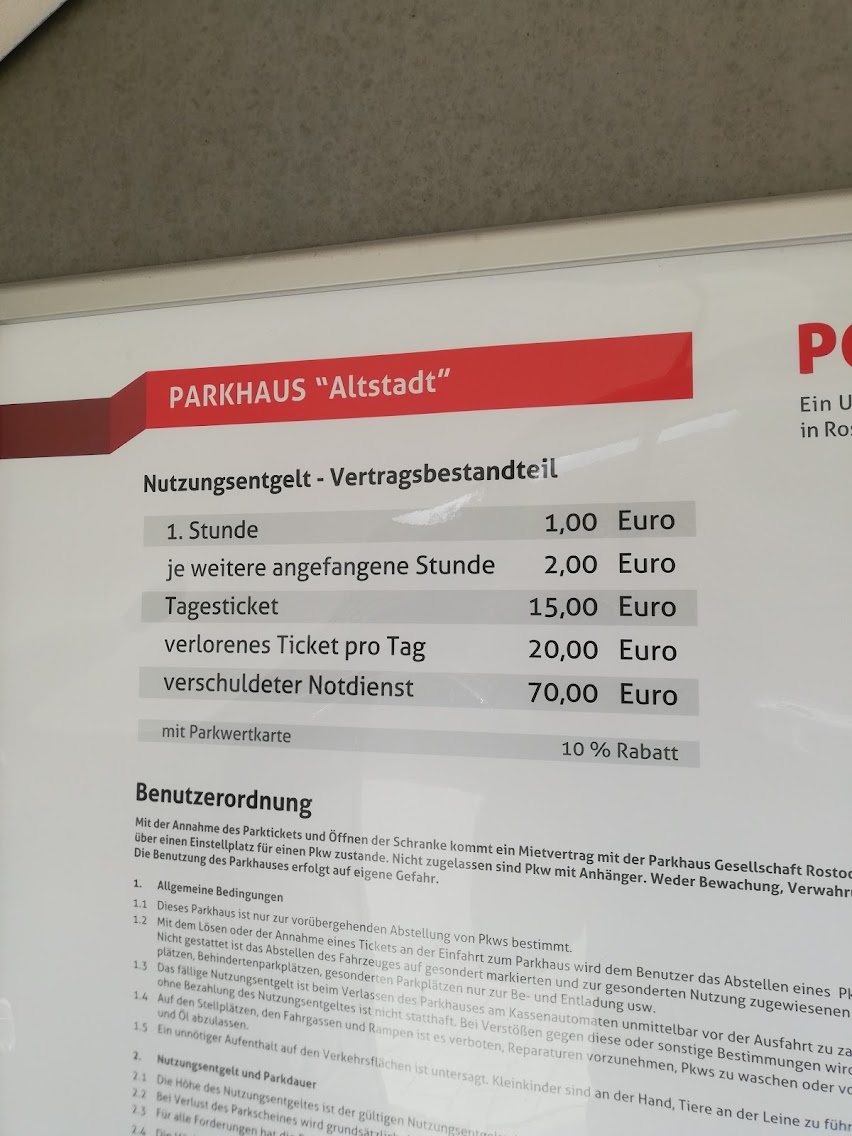 PARKHAUS "Altstadt"
Ein U
in Ros
Nutzungsentgelt - Vertragsbestandteil
1. Stunde 1,00 Euro
je weitere angefangene Stunde 2,00 Euro
Tagesticket 15,00 Euro
verlorenes Ticket pro Tag 20,00 Euro
verschuldeter Notdienst 70,00 Euro
mit Parkwertkarte 10 % Rabatt
Benutzerordnung
Mit der Annahme des Parktickets und Öffnen der Schranke kommt ein Mietvertrag mit der Parkhaus Gesellschaft Rostoc
über einen Einstellplatz für einen Pkw zustande. Nicht zugelassen sind Pkw mit Anhänger. Weder Bewachung, Verwahr
Die Benutzung des Parkhauses erfolgt auf eigene Gefahr.
1. Allgemeine Bedingungen
1.1 Dieses Parkhaus ist nur zur vorübergehenden Abstellung von Pkws bestimmt.
1.2 Mit dem Lösen oder der Annahme eines Tickets an der Einfahrt zum Parkhaus wird dem Benutzer das Abstellen eines Pk
Nicht gestattet ist das Abstellen des Fahrzeuges auf gesondert markierten und zur gesonderten Nutzung zugewiesenen
plätzen, Behindertenparkplätzen, gesonderten Parkplätzen nur zur Be- und Entladung usw.
1.3 Das fällige Nutzungsentgelt ist beim Verlassen des Parkhauses am Kassenautomaten unmittelbar vor der Ausfahrt zu za
ohne Bezahlung des Nutzungsentgeltes ist nicht statthaft. Bei Verstößen gegen diese oder sonstige Bestimmungen wird
1.4 Auf den Stellplätzen, den Fahrgassen und Rampen ist es verboten, Reparaturen vorzunehmen, Pkws zu waschen oder vo
und Öl abzulassen.
1.5 Ein unnötiger Aufenthalt auf den Verkehrsflächen ist untersagt. Kleinkinder sind an der Hand, Tiere an der Leine zu führ
2. Nutzungsentgelt und Parkdauer
2.1 Die Höhe des Nutzungsentgeltes ist der gültigen Nutzungsentgel
2.2 Bei Verlust des Parkscheines wird grundsätzlich
2.3 Für alle Forderungen hat die
2.4